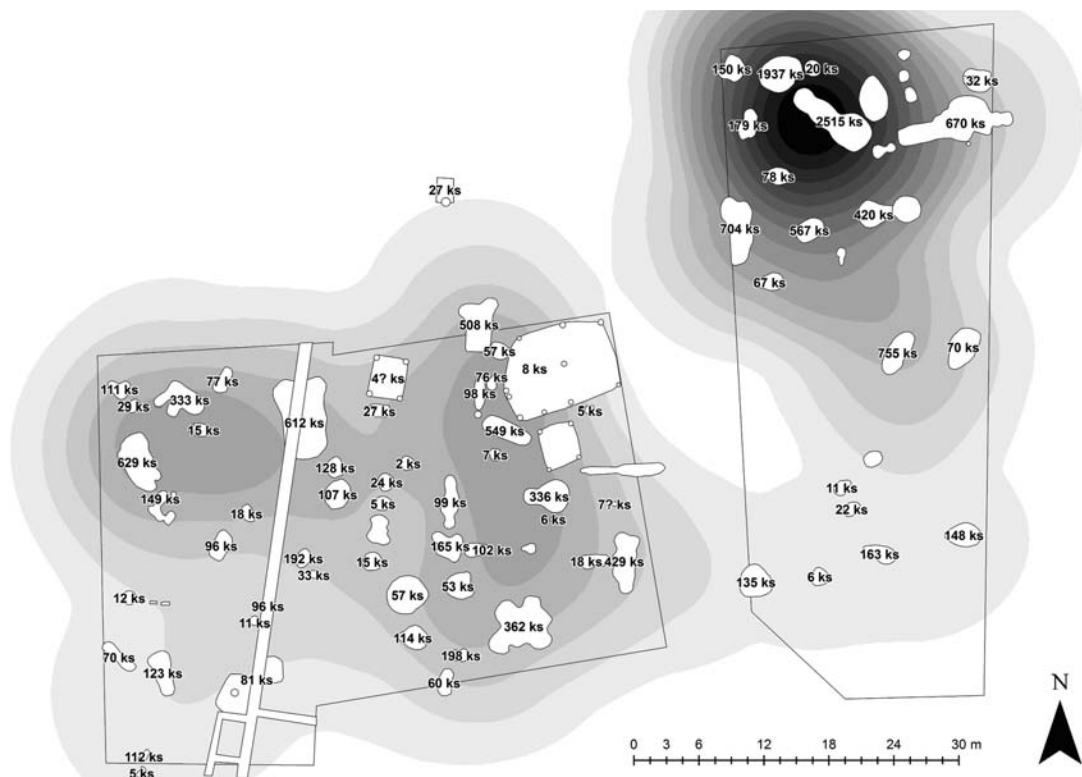 150 ks
1937 ks
20 ks
32 ks
179 ks
2515 ks
670 ks
78 ks
27 ks
704 ks
567 ks
420 ks
67 ks
508 ks
57 ks
755 ks
70 ks
8 ks
4? ks
76 ks
77 ks
111 ks
98 ks
333 ks
29 ks
27 ks
5 ks
612 ks
15 ks
549 ks
7 ks
629 ks
128 ks
2 ks
24 ks
11 ks
149 ks
107 ks
5 ks
99 ks
336 ks
7? ks
22 ks
18 ks
6 ks
148 ks
96 ks
165 ks
102 ks
192 ks
15 ks
18 ks
429 ks
163 ks
33 ks
6 ks
135 ks
53 ks
57 ks
12 ks
96 ks
11 ks
362 ks
114 ks
198 ks
70 ks
123 ks
81 ks
60 ks
N
112 ks
5 ks
0 6 12 18 24 30 m